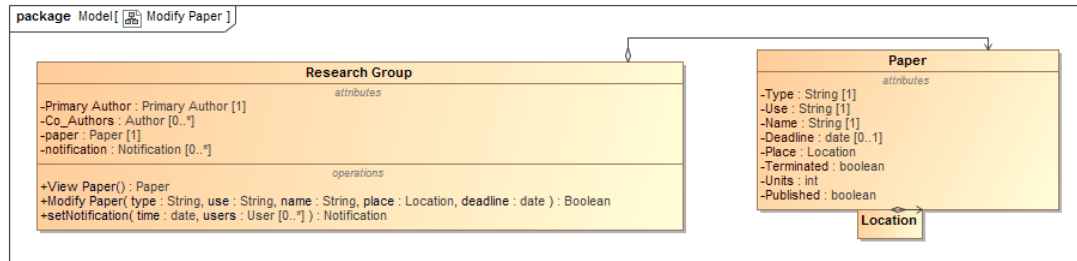 package Model[ Modify Paper ]
Research Group
attributes
-Primary Author : Primary Author [1]
-Co_Authors : Author [0..*]
-paper : Paper [1]
-notification : Notification [0..*]
operations
+View Paper() : Paper
+Modify Paper( type : String, use : String, name : String, place : Location, deadline : date ) : Boolean
+setNotification( time : date, users : User [0..*] ) : Notification
Paper
attributes
-Type : String [1]
-Use : String [1]
-Name : String [1]
-Deadline : date [0..1]
-Place : Location
-Terminated : boolean
-Units : int
-Published : boolean
Location